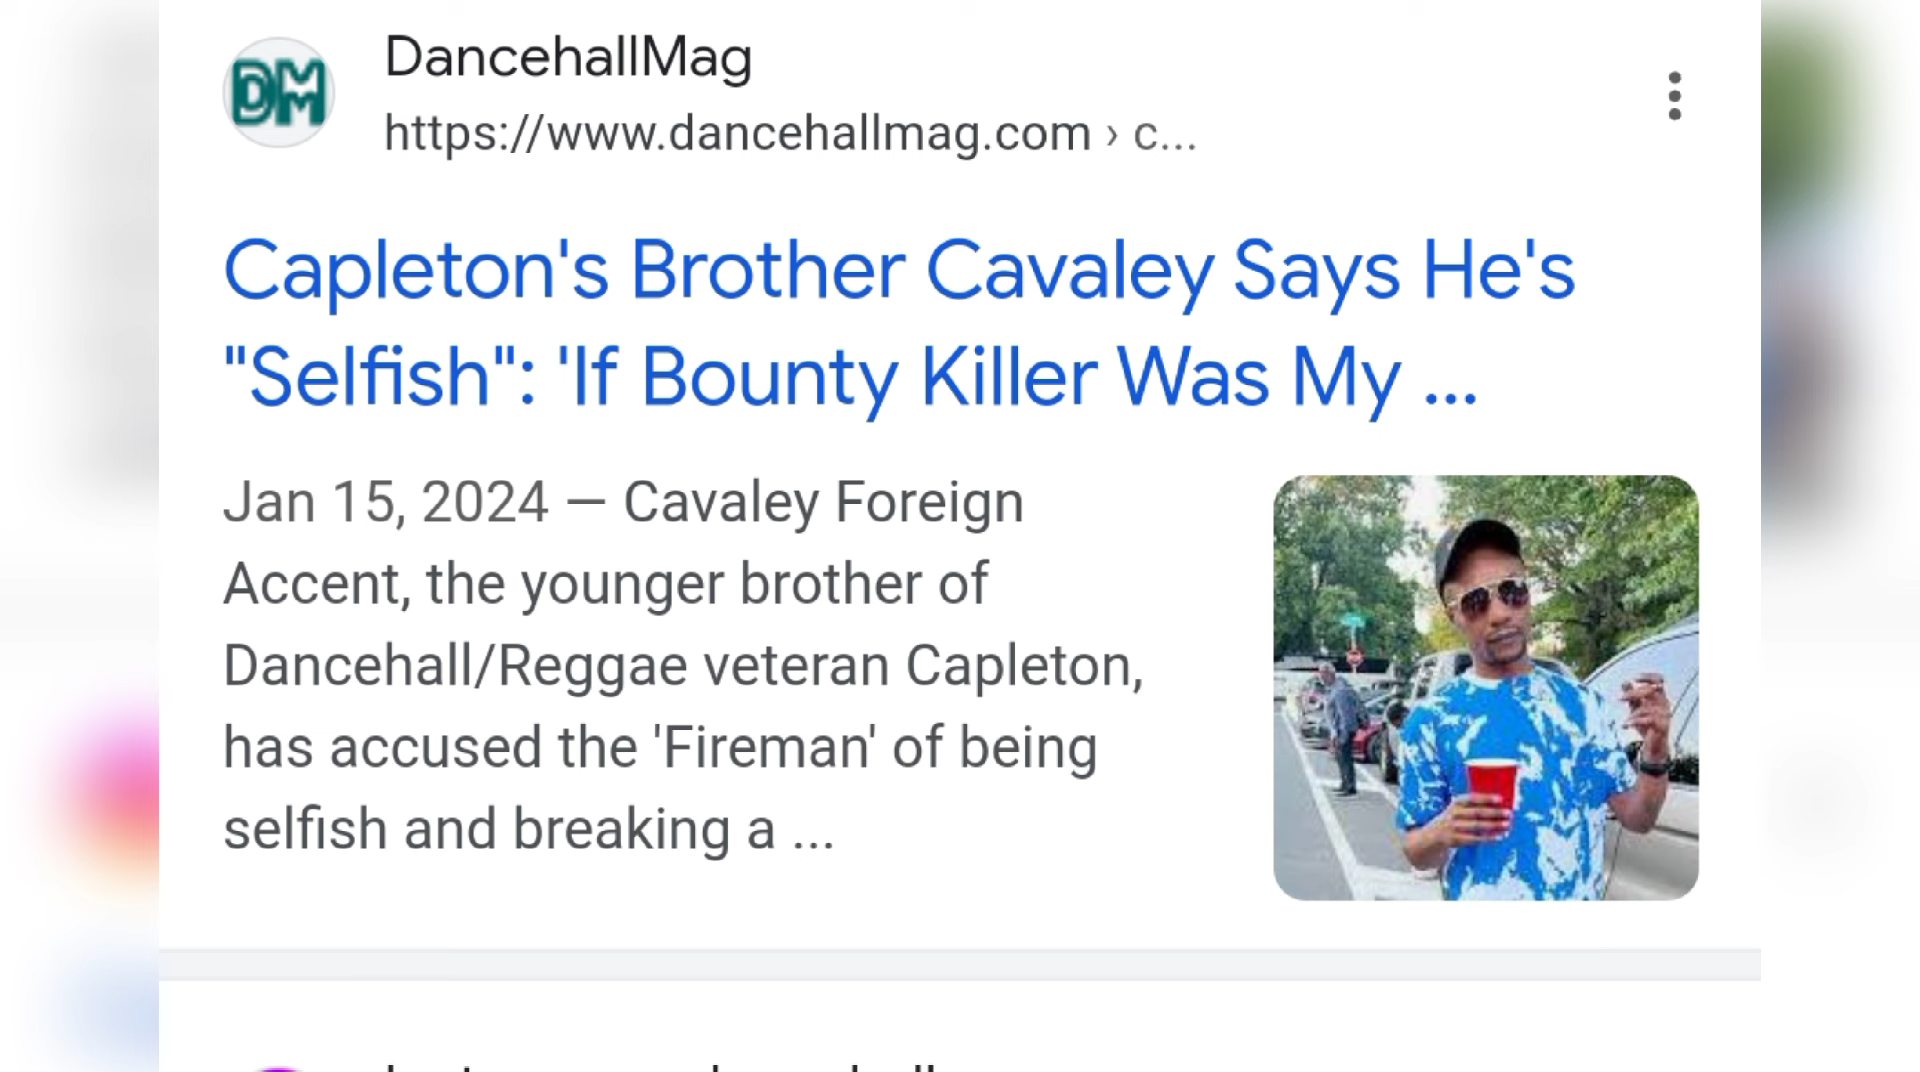 DM
M
DancehallMag
https://www.dancehallmag.com › c...
Capleton's Brother Cavaley Says He's
"Selfish": 'If Bounty Killer Was My ...
Jan 15, 2024 — Cavaley Foreign
Accent, the younger brother of
Dancehall/Reggae veteran Capleton,
has accused the 'Fireman' of being
selfish and breaking a ...